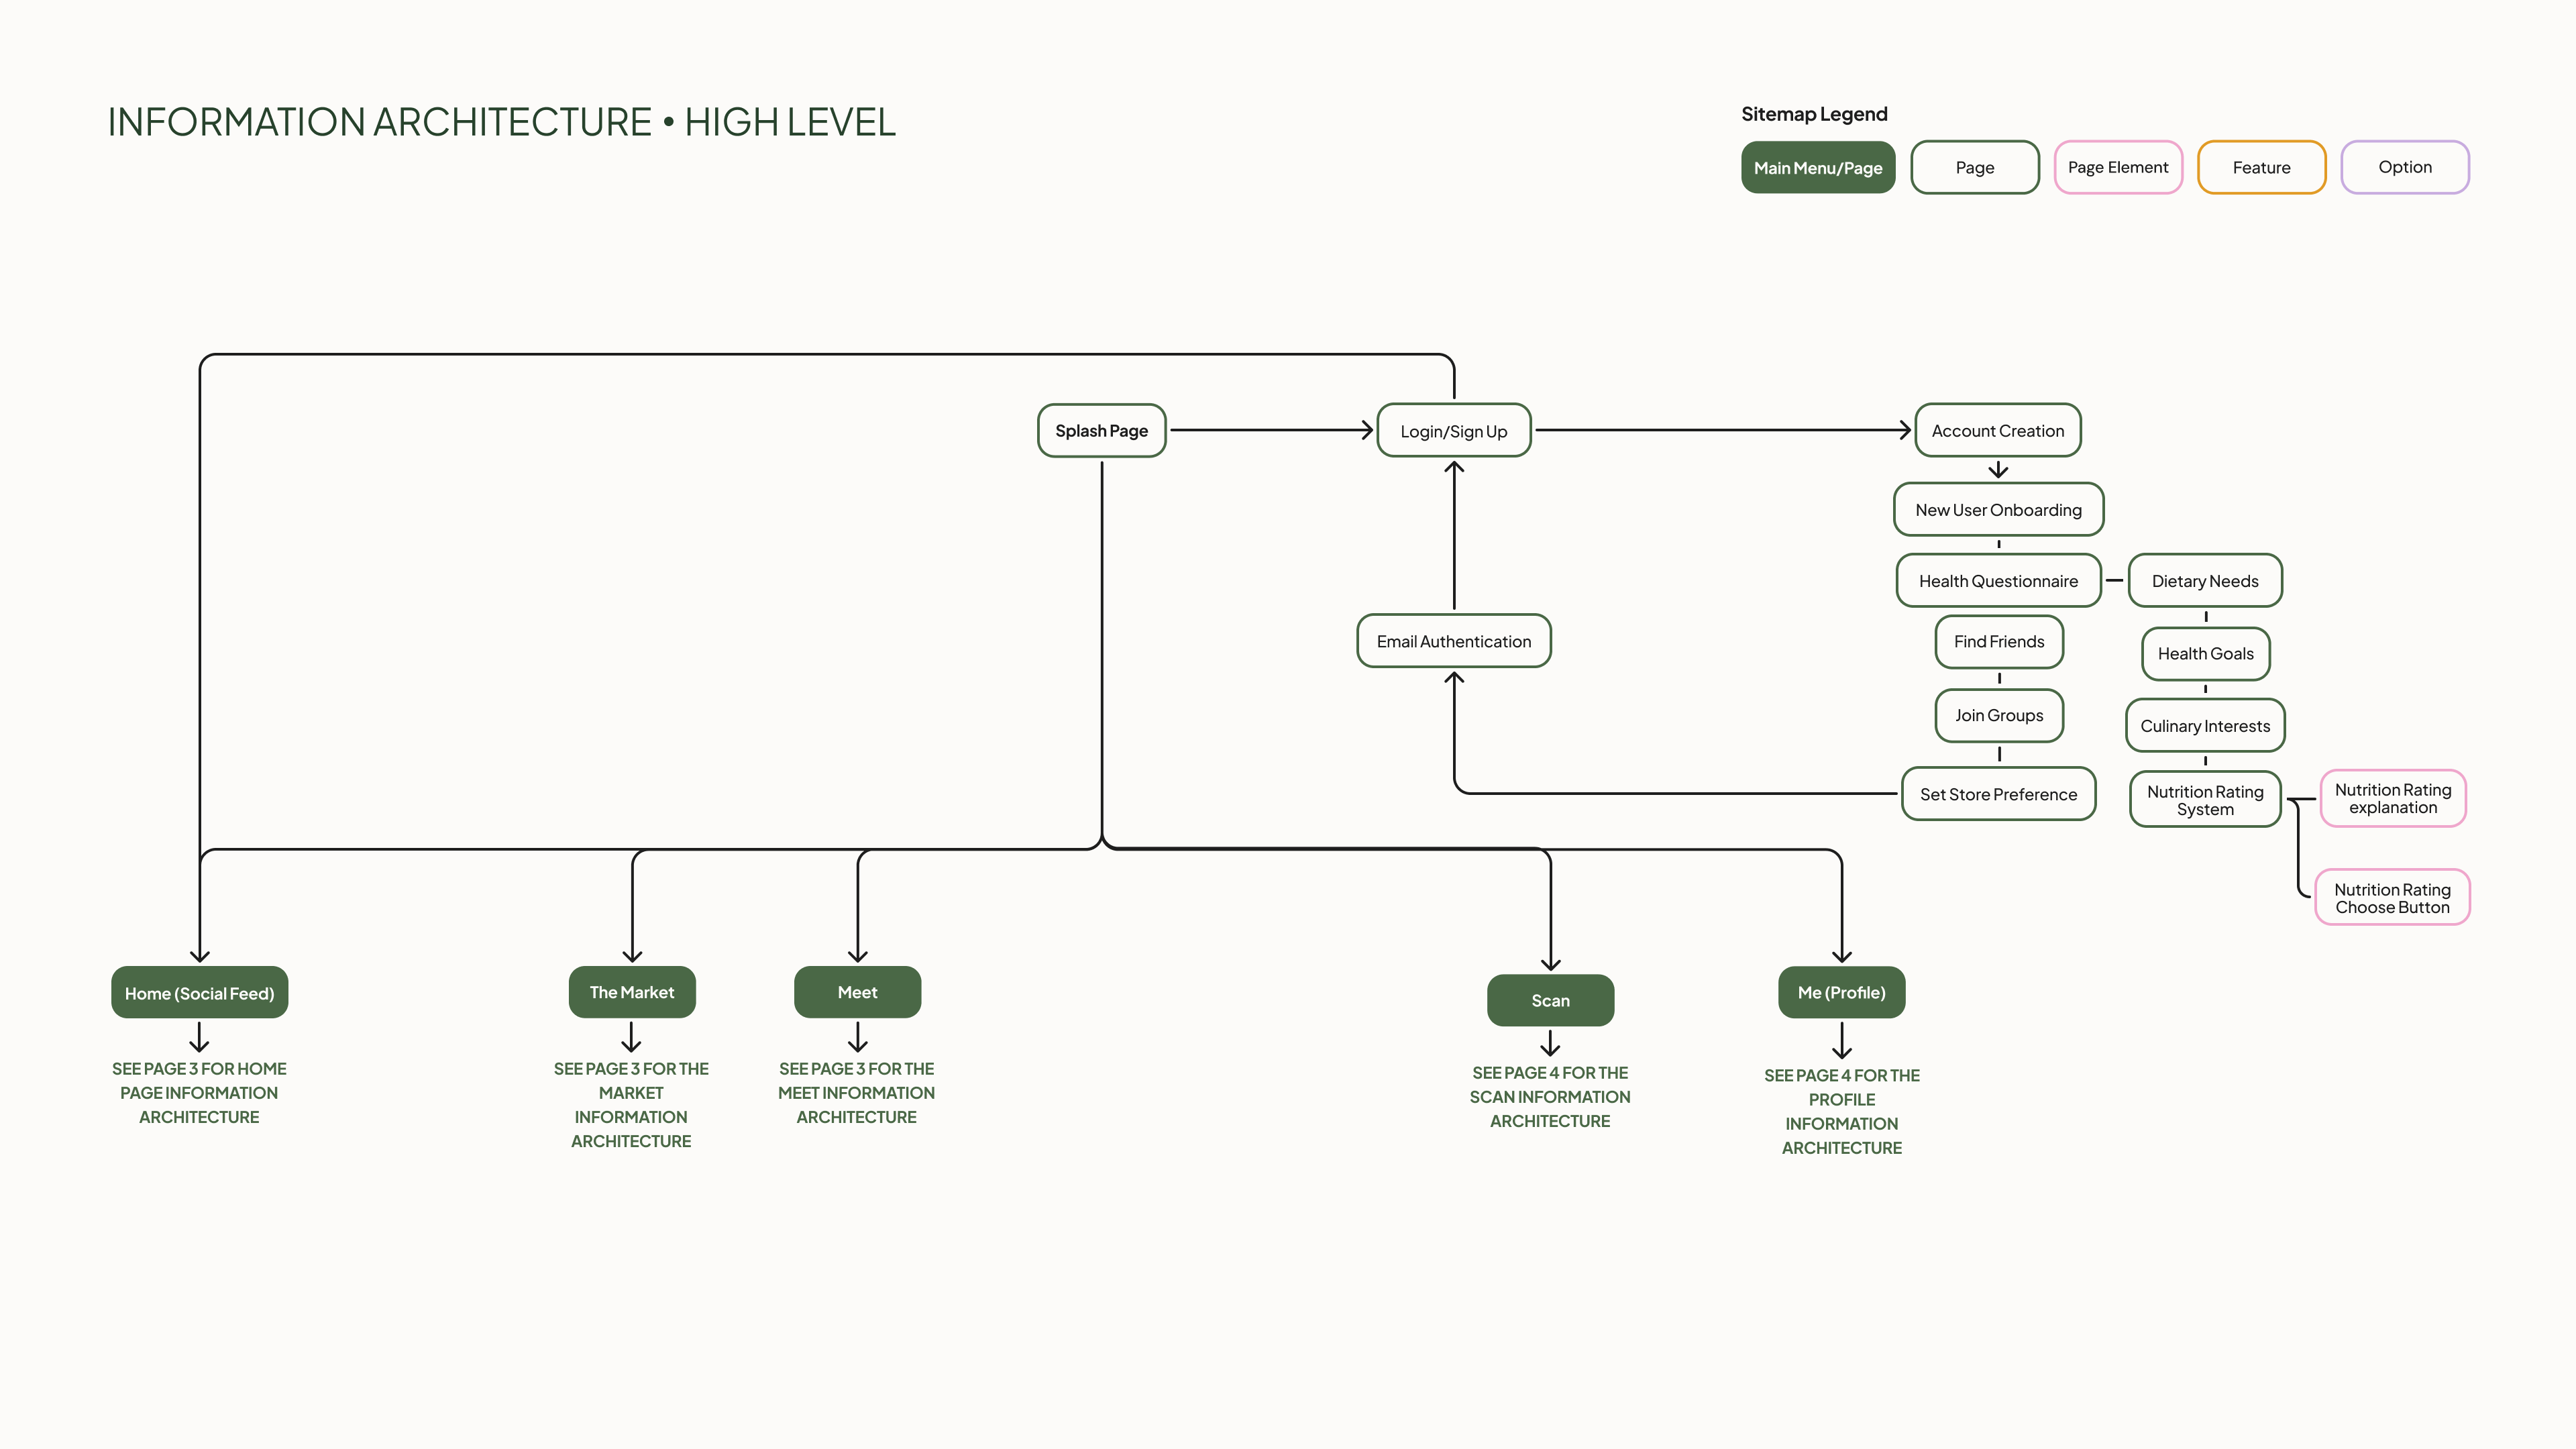 INFORMATION ARCHITECTURE • HIGH LEVEL
Sitemap Legend
Main Menu/Page
Page
Page Element
Feature
Option
Splash Page
Login/Sign Up
Account Creation
New User Onboarding
Health Questionnaire
Dietary Needs
Find Friends
Health Goals
Email Authentication
Join Groups
Culinary Interests
Set Store Preference
Nutrition Rating
System
Nutrition Rating
explanation
Nutrition Rating
Choose Button
Home (Social Feed)
The Market
Meet
Scan
Me (Profile)
SEE PAGE 3 FOR HOME
PAGE INFORMATION
ARCHITECTURE
SEE PAGE 3 FOR THE
MARKET
INFORMATION
ARCHITECTURE
SEE PAGE 3 FOR THE
MEET INFORMATION
ARCHITECTURE
SEE PAGE 4 FOR THE
SCAN INFORMATION
ARCHITECTURE
SEE PAGE 4 FOR THE
PROFILE
INFORMATION
ARCHITECTURE